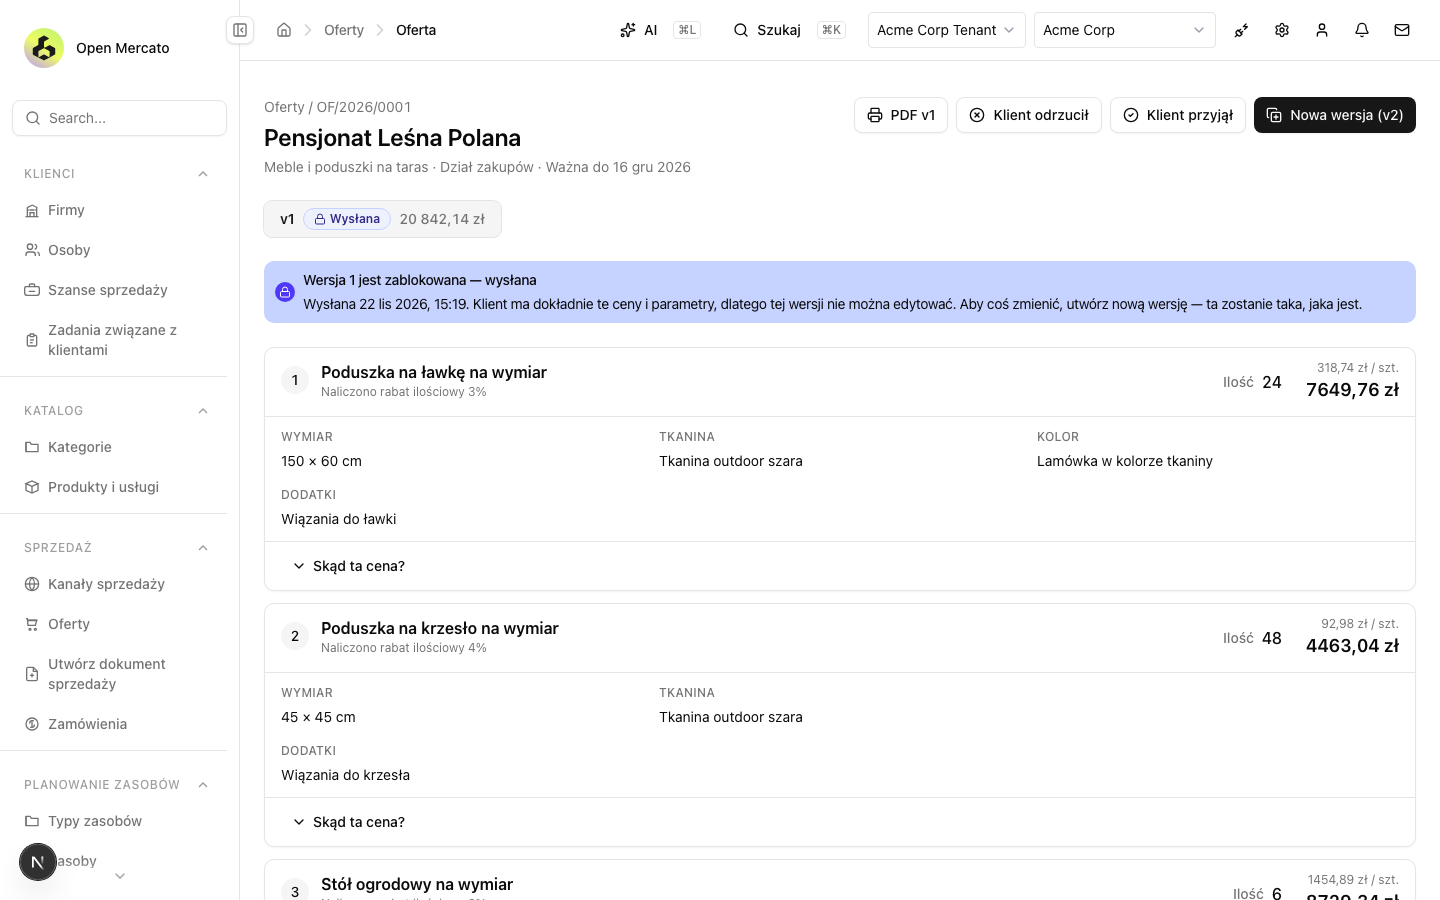 Open Mercato
Search...
KLIENCI
Firmy
Osoby
Szanse sprzedaży
Zadania związane z
klientami
KATALOG
Kategorie
Produkty i usługi
SPRZEDAŻ
Kanały sprzedaży
Oferty
Utwórz dokument
sprzedaży
Zamówienia
PLANOWANIE ZASOBÓW
Typy zasobów
N
Oferty
Oferta
AI
⌘L
Szukaj
⌘K
Acme Corp Tenant
Acme Corp
Oferty / OF/2026/0001
Pensjonat Leśna Polana
Meble i poduszki na taras · Dział zakupów · Ważna do 16 gru 2026
PDF v1
Klient odrzucił
Klient przyjął
Nowa wersja (v2)
v1
Wysłana
20 842,14 zł
Wersja 1 jest zablokowana — wysłana
Wysłana 22 lis 2026, 15:19. Klient ma dokładnie te ceny i parametry, dlatego tej wersji nie można edytować. Aby coś zmienić, utwórz nową wersję — ta zostanie taka, jaka jest.
1
Poduszka na ławkę na wymiar
Naliczono rabat ilościowy 3%
Ilość 24
318,74 zł / szt.
7649,76 zł
WYMIAR
150 × 60 cm
TKANINA
Tkanina outdoor szara
KOLOR
Lamówka w kolorze tkaniny
DODATKI
Wiązania do ławki
Skąd ta cena?
2
Poduszka na krzesło na wymiar
Naliczono rabat ilościowy 4%
Ilość 48
92,98 zł / szt.
4463,04 zł
WYMIAR
45 × 45 cm
TKANINA
Tkanina outdoor szara
DODATKI
Wiązania do krzesła
Skąd ta cena?
3
Stół ogrodowy na wymiar
Ilość 6
1454,89 zł / szt.